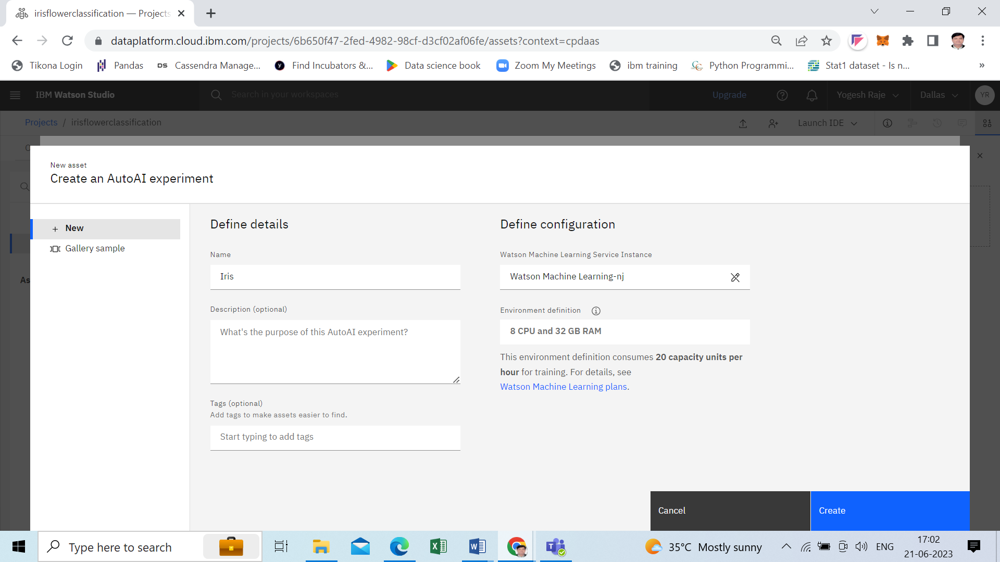 irisflowerclassification — Projects
dataplatform.cloud.ibm.com/projects/6b650f47-2fed-4982-98cf-d3cf02af06fe/assets?context=cpdaas
Tikona Login
Pandas
DS Cassendra Manage...
Find Incubators &...
Data science book
Zoom My Meetings
ibm training
Python Programmi...
Stat1 dataset - Is n...
»
IBM Watson Studio
Search in your workspaces
Upgrade
Yogesh Raje
Dallas
YR
Projects / irisflowerclassification
Launch IDE
New asset
Create an AutoAI experiment
+ New
Gallery sample
As
Define details
Name
Iris
Description (optional)
What's the purpose of this AutoAI experiment?
Tags (optional)
Add tags to make assets easier to find.
Start typing to add tags
Define configuration
Watson Machine Learning Service Instance
Watson Machine Learning-nj
Environment definition
8 CPU and 32 GB RAM
This environment definition consumes 20 capacity units per
hour for training. For details, see
Watson Machine Learning plans.
Cancel
Create
Type here to search
35°C Mostly sunny
ENG
17:02
21-06-2023